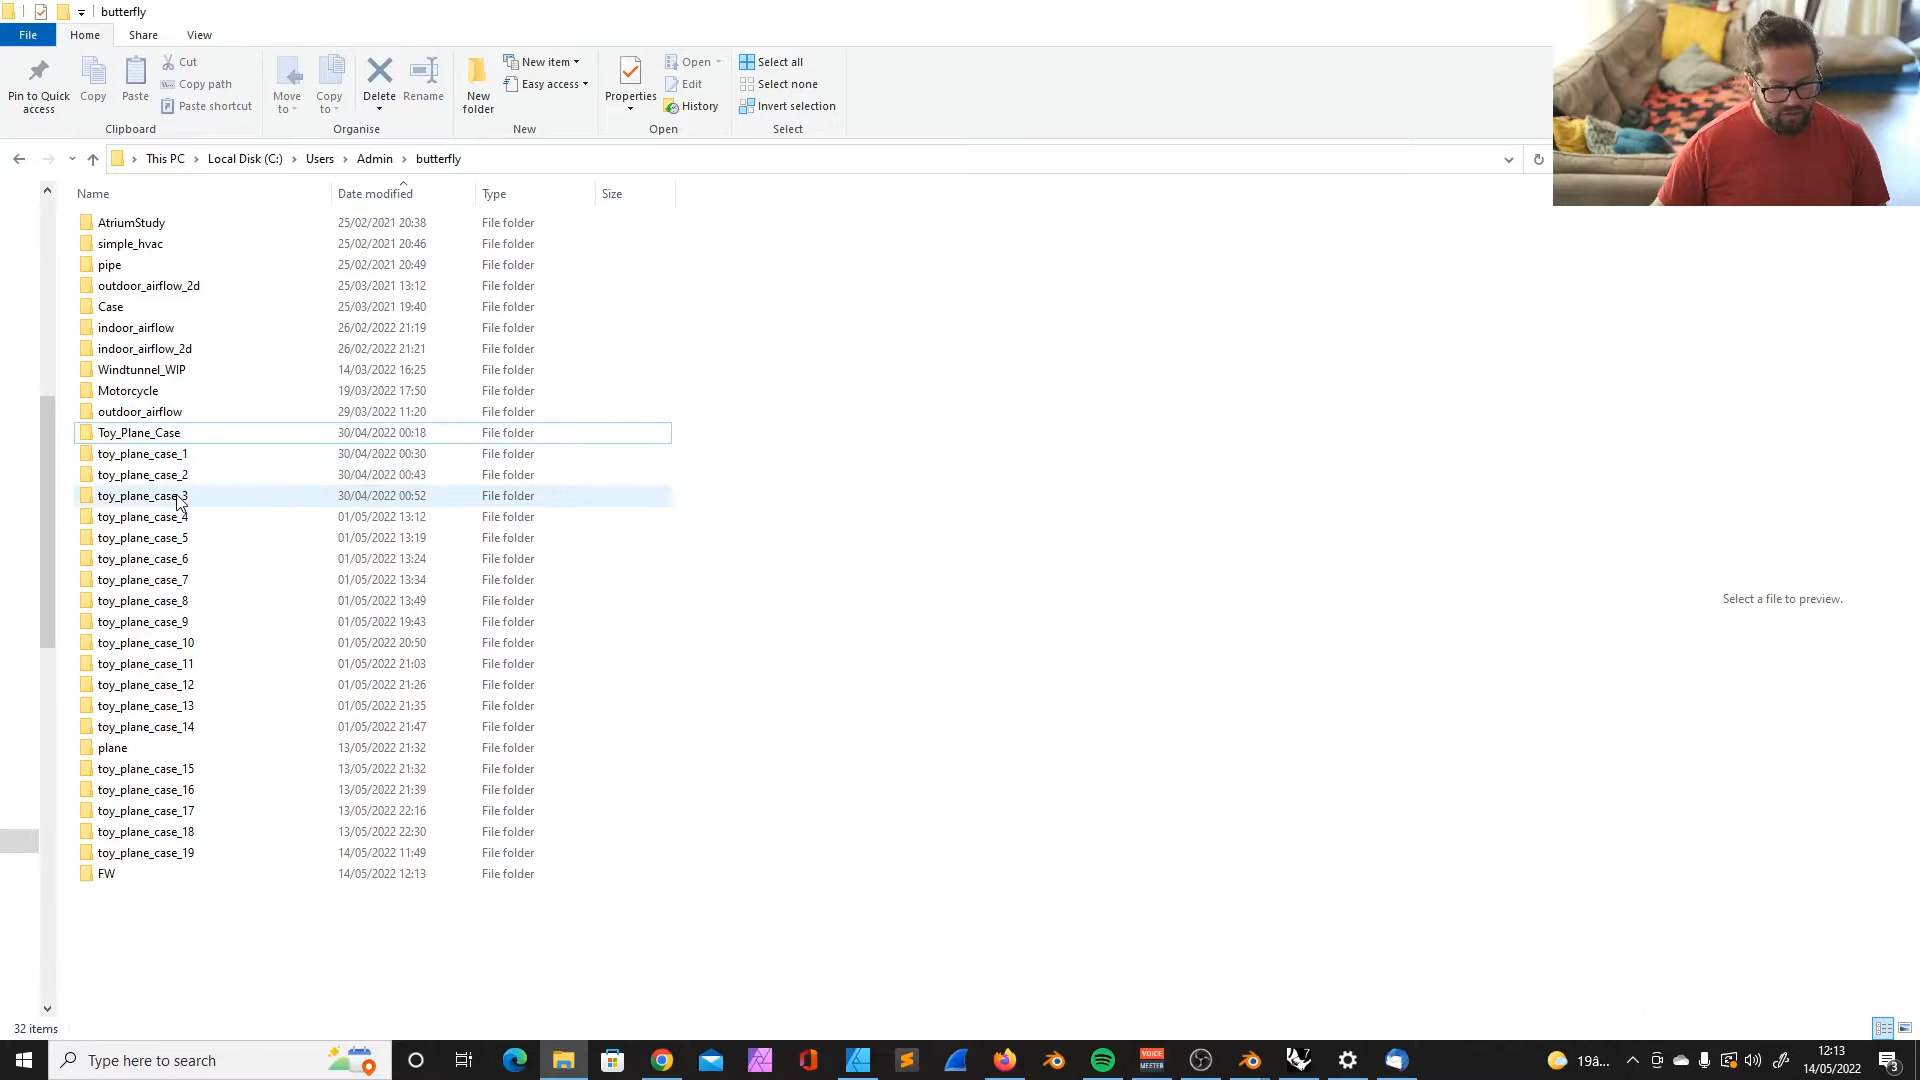 butterfly
File Home Share View
Pin to Quick access
Copy
Paste
Cut
Copy path
Paste shortcut
Move to
Copy to
Delete
Rename
New folder
New item
Easy access
Properties
Open
Edit
History
Select all
Select none
Invert selection
Clipboard Organise New Open Select
This PC Local Disk (C:) Users Admin butterfly
Name Date modified Type Size
AtriumStudy 25/02/2021 20:38 File folder
simple_hvac 25/02/2021 20:46 File folder
pipe 25/02/2021 20:49 File folder
outdoor_airflow_2d 25/03/2021 13:12 File folder
Case 25/03/2021 19:40 File folder
indoor_airflow 26/02/2022 21:19 File folder
indoor_airflow_2d 26/02/2022 21:21 File folder
Windtunnel_WIP 14/03/2022 16:25 File folder
Motorcycle 19/03/2022 17:50 File folder
outdoor_airflow 29/03/2022 11:20 File folder
Toy_Plane_Case 30/04/2022 00:18 File folder
toy_plane_case_1 30/04/2022 00:30 File folder
toy_plane_case_2 30/04/2022 00:43 File folder
toy_plane_case_3 30/04/2022 00:52 File folder
toy_plane_case_4 01/05/2022 13:12 File folder
toy_plane_case_5 01/05/2022 13:19 File folder
toy_plane_case_6 01/05/2022 13:24 File folder
toy_plane_case_7 01/05/2022 13:34 File folder
toy_plane_case_8 01/05/2022 13:49 File folder
toy_plane_case_9 01/05/2022 19:43 File folder
toy_plane_case_10 01/05/2022 20:50 File folder
toy_plane_case_11 01/05/2022 21:03 File folder
toy_plane_case_12 01/05/2022 21:26 File folder
toy_plane_case_13 01/05/2022 21:35 File folder
toy_plane_case_14 01/05/2022 21:47 File folder
plane 13/05/2022 21:32 File folder
toy_plane_case_15 13/05/2022 21:32 File folder
toy_plane_case_16 13/05/2022 21:39 File folder
toy_plane_case_17 13/05/2022 22:16 File folder
toy_plane_case_18 13/05/2022 22:30 File folder
toy_plane_case_19 14/05/2022 11:49 File folder
FW 14/05/2022 12:13 File folder
Select a file to preview.
32 items
Type here to search
VOICE MEETER
19â...
12:13
14/05/2022
3